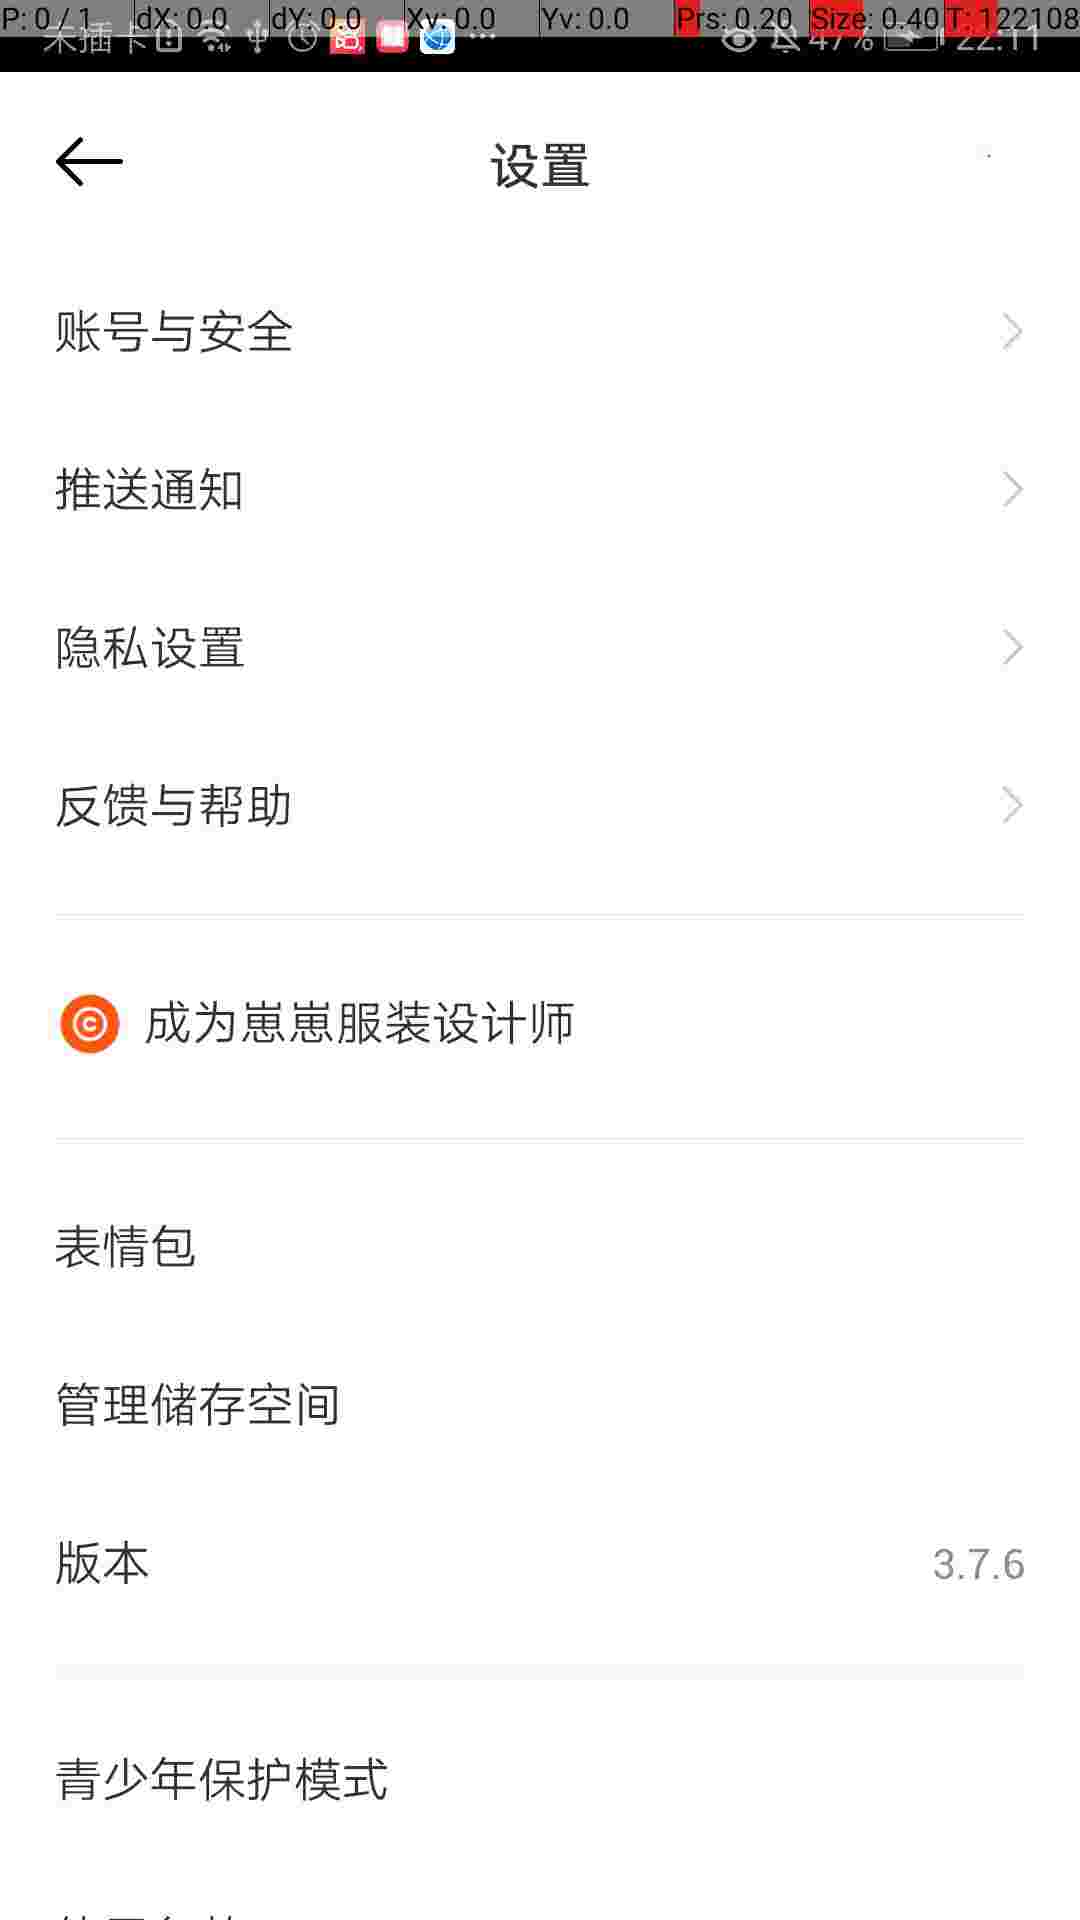 P: 0 / 1 dX: 0.0 dY: 0.0 Xv: 0.0 Yv: 0.0 Prs: 0.20 Size: 0.40 T: 122108
未插卡 47% 22:11
设置
账号与安全
推送通知
隐私设置
反馈与帮助
成为崽崽服装设计师
表情包
管理储存空间
版本 3.7.6
青少年保护模式